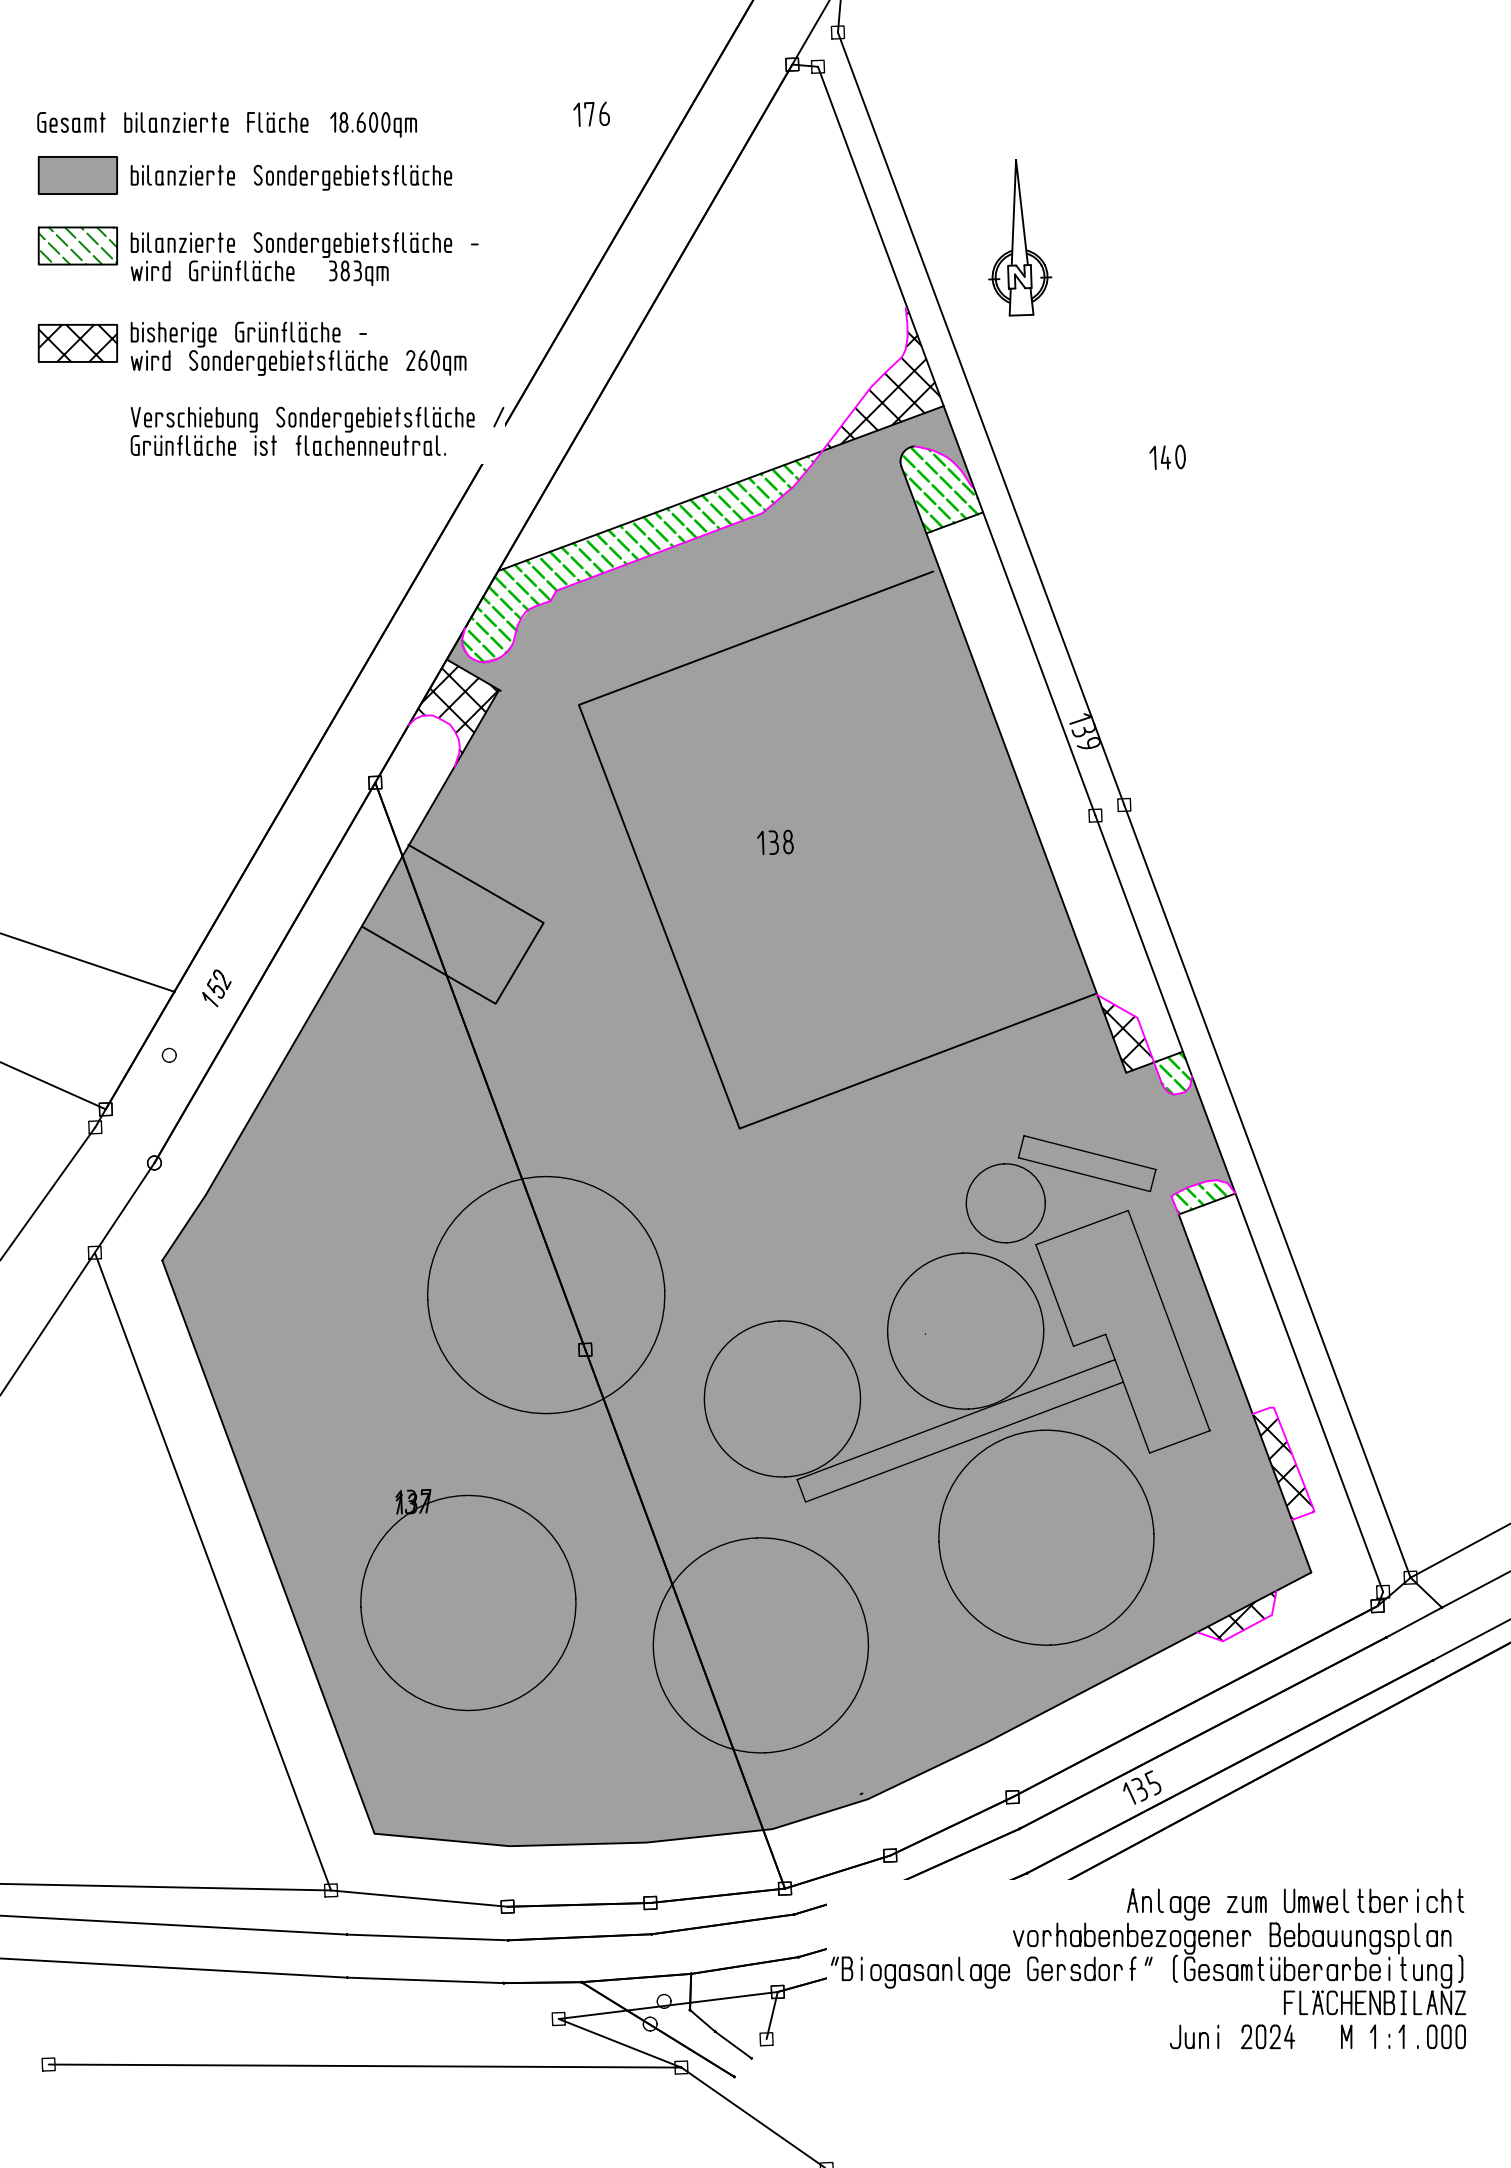 Gesamt bilanzierte Fläche 18.600qm
bilanzierte Sondergebietsfläche
bilanzierte Sondergebietsfläche -
wird Grünfläche 383qm
bisherige Grünfläche -
wird Sondergebietsfläche 260qm
Verschiebung Sondergebietsfläche /
Grünfläche ist flachenneutral.
176
N
140
139
138
152
137
135
Anlage zum Umweltbericht
vorhabenbezogener Bebauungsplan
"Biogasanlage Gersdorf" (Gesamtüberarbeitung)
FLÄCHENBILANZ
Juni 2024 M 1:1.000